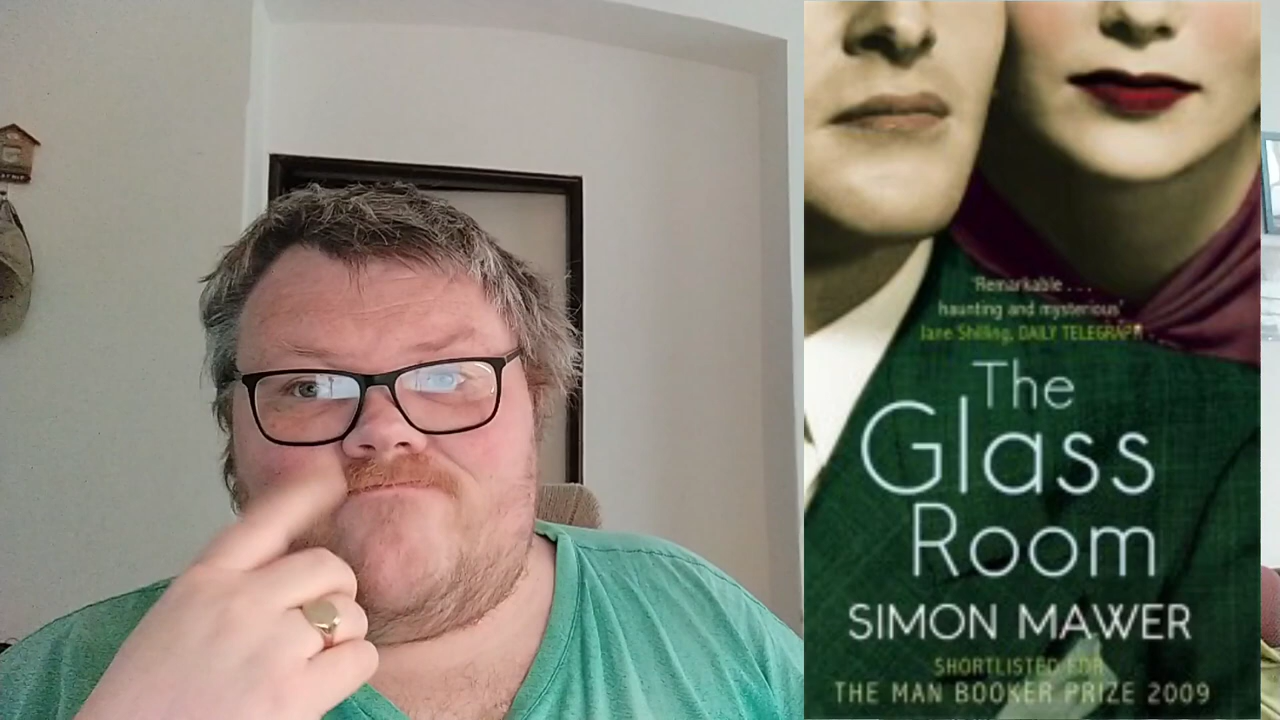 'Remarkable . . .
haunting and mysterious'
Jane Shilling, DAILY TELEGRAPH
The
Glass
Room
SIMON MAWER
SHORTLISTED FOR
THE MAN BOOKER PRIZE 2009